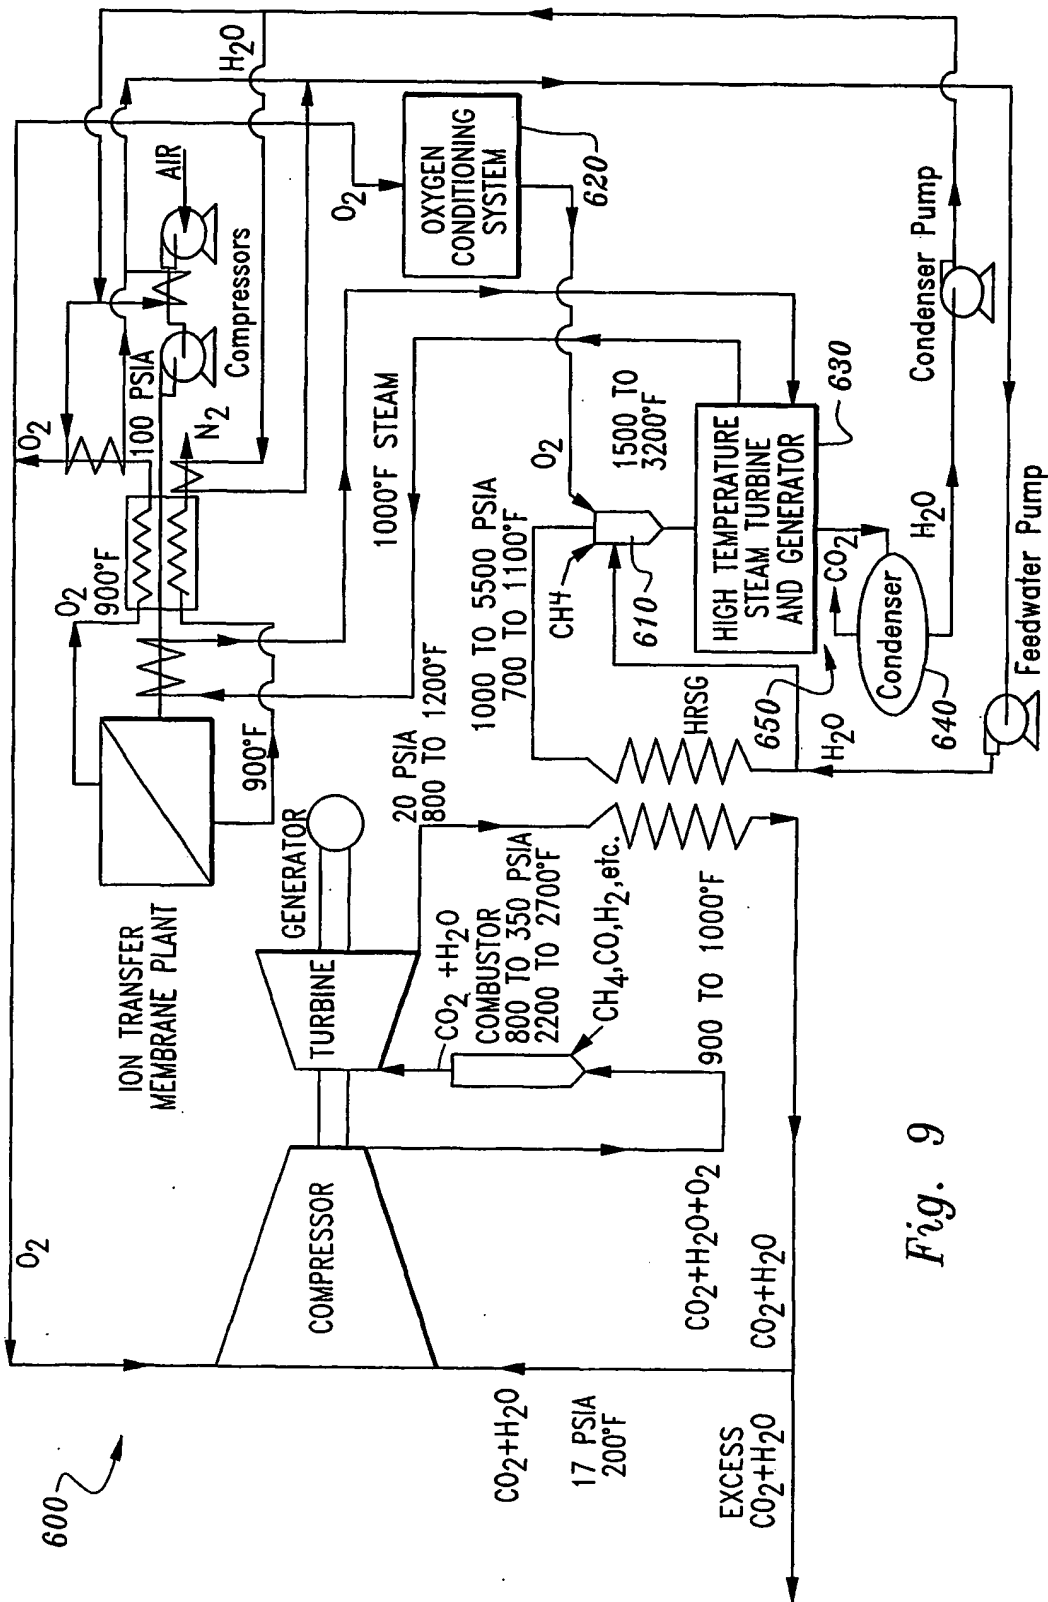 600
O2
ION TRANSFER
MEMBRANE PLANT
O2
900°F
900°F
O2
100 PSIA
N2
Compressors
AIR
H2O
1000°F STEAM
O2
OXYGEN
CONDITIONING
SYSTEM
620
COMPRESSOR
TURBINE
GENERATOR
20 PSIA
800 TO 1200°F
CO2 +H2O
COMBUSTOR
800 TO 350 PSIA
2200 TO 2700°F
CH4,CO,H2,etc.
900 TO 1000°F
CO2+H2O+O2
CO2+H2O
CO2+H2O
17 PSIA
200°F
EXCESS
CO2+H2O
1000 TO 5500 PSIA
700 TO 1100°F
CH4
O2
610
1500 TO
3200°F
HIGH TEMPERATURE
STEAM TURBINE
AND GENERATOR
630
HRSG
650
CO2
H2O
Condenser
640
H2O
Condenser Pump
Feedwater Pump
Fig. 9